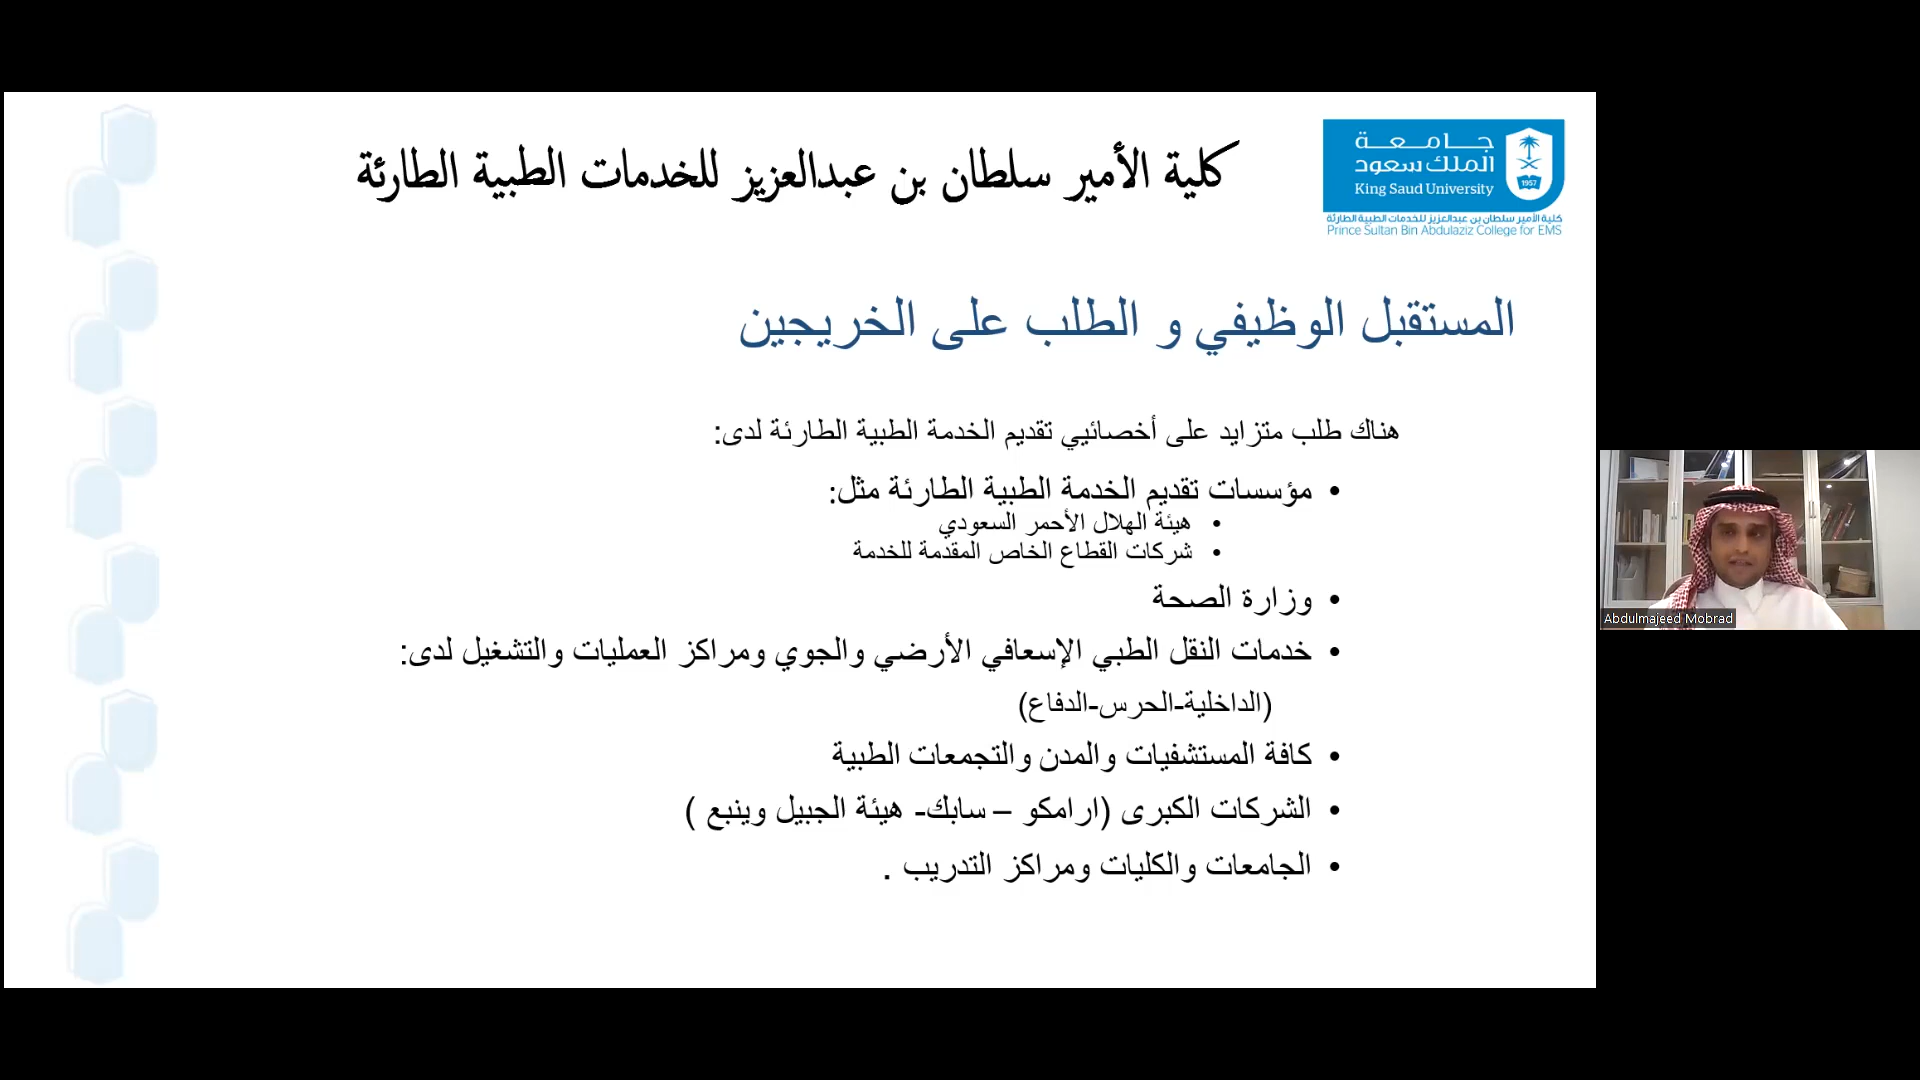 جامعة
الملك سعود
King Saud University
1957
كلية الأمير سلطان بن عبدالعزيز للخدمات الطبية الطارئة
Prince Sultan Bin Abdulaziz College for EMS
كلية الأمير سلطان بن عبدالعزيز للخدمات الطبية الطارئة
المستقبل الوظيفي و الطلب على الخريجين
هناك طلب متزايد على أخصائيي تقديم الخدمة الطبية الطارئة لدى:
• مؤسسات تقديم الخدمة الطبية الطارئة مثل:
• هيئة الهلال الأحمر السعودي
• شركات القطاع الخاص المقدمة للخدمة
• وزارة الصحة
• خدمات النقل الطبي الإسعافي الأرضي والجوي ومراكز العمليات والتشغيل لدى:
(الداخلية-الحرس-الدفاع)
• كافة المستشفيات والمدن والتجمعات الطبية
• الشركات الكبرى (ارامكو – سابك- هيئة الجبيل وينبع )
• الجامعات والكليات ومراكز التدريب .
Abdulmajeed Mobrad